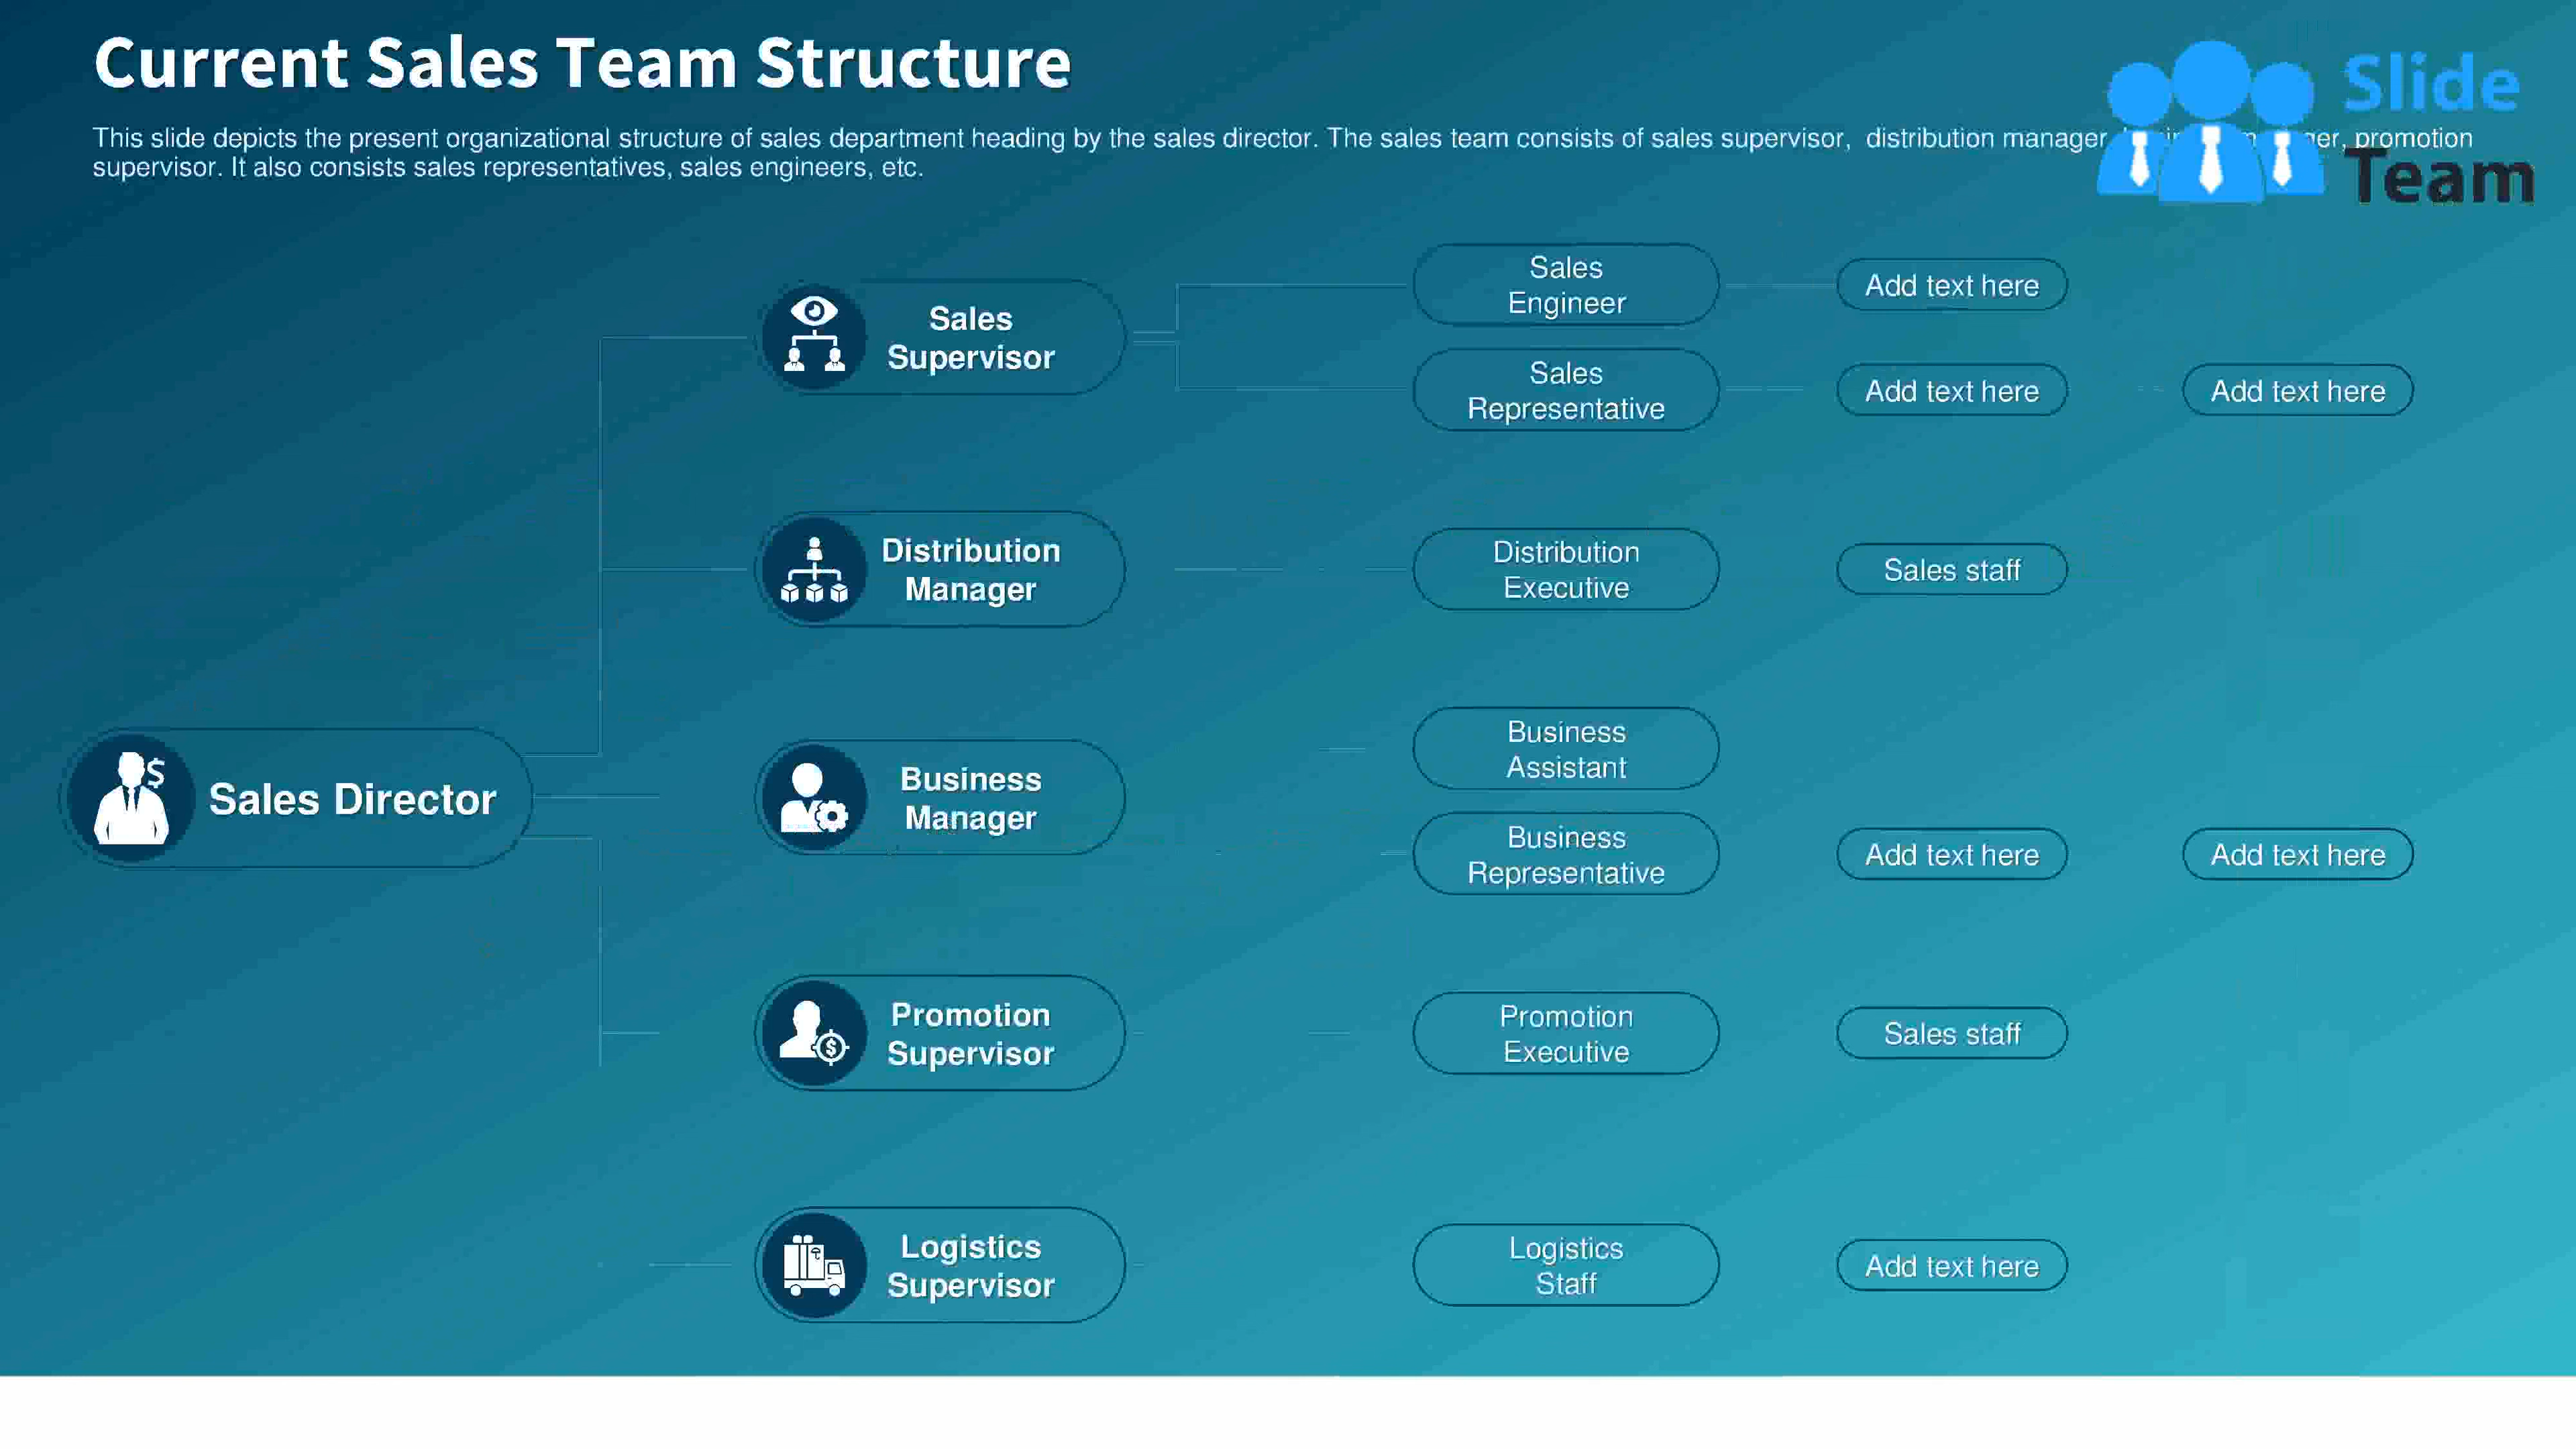 Current Sales Team Structure
Slide
Team
This slide depicts the present organizational structure of sales department heading by the sales director. The sales team consists of sales supervisor, distribution manager promotion
supervisor. It also consists sales representatives, sales engineers, etc.
Sales
Engineer
Add text here
Sales
Supervisor
Sales
Representative
Add text here
Add text here
Distribution
Manager
Distribution
Executive
Sales staff
Sales Director
Business
Manager
Business
Assistant
Business
Representative
Add text here
Add text here
Promotion
Supervisor
Promotion
Executive
Sales staff
Logistics
Supervisor
Logistics
Staff
Add text here